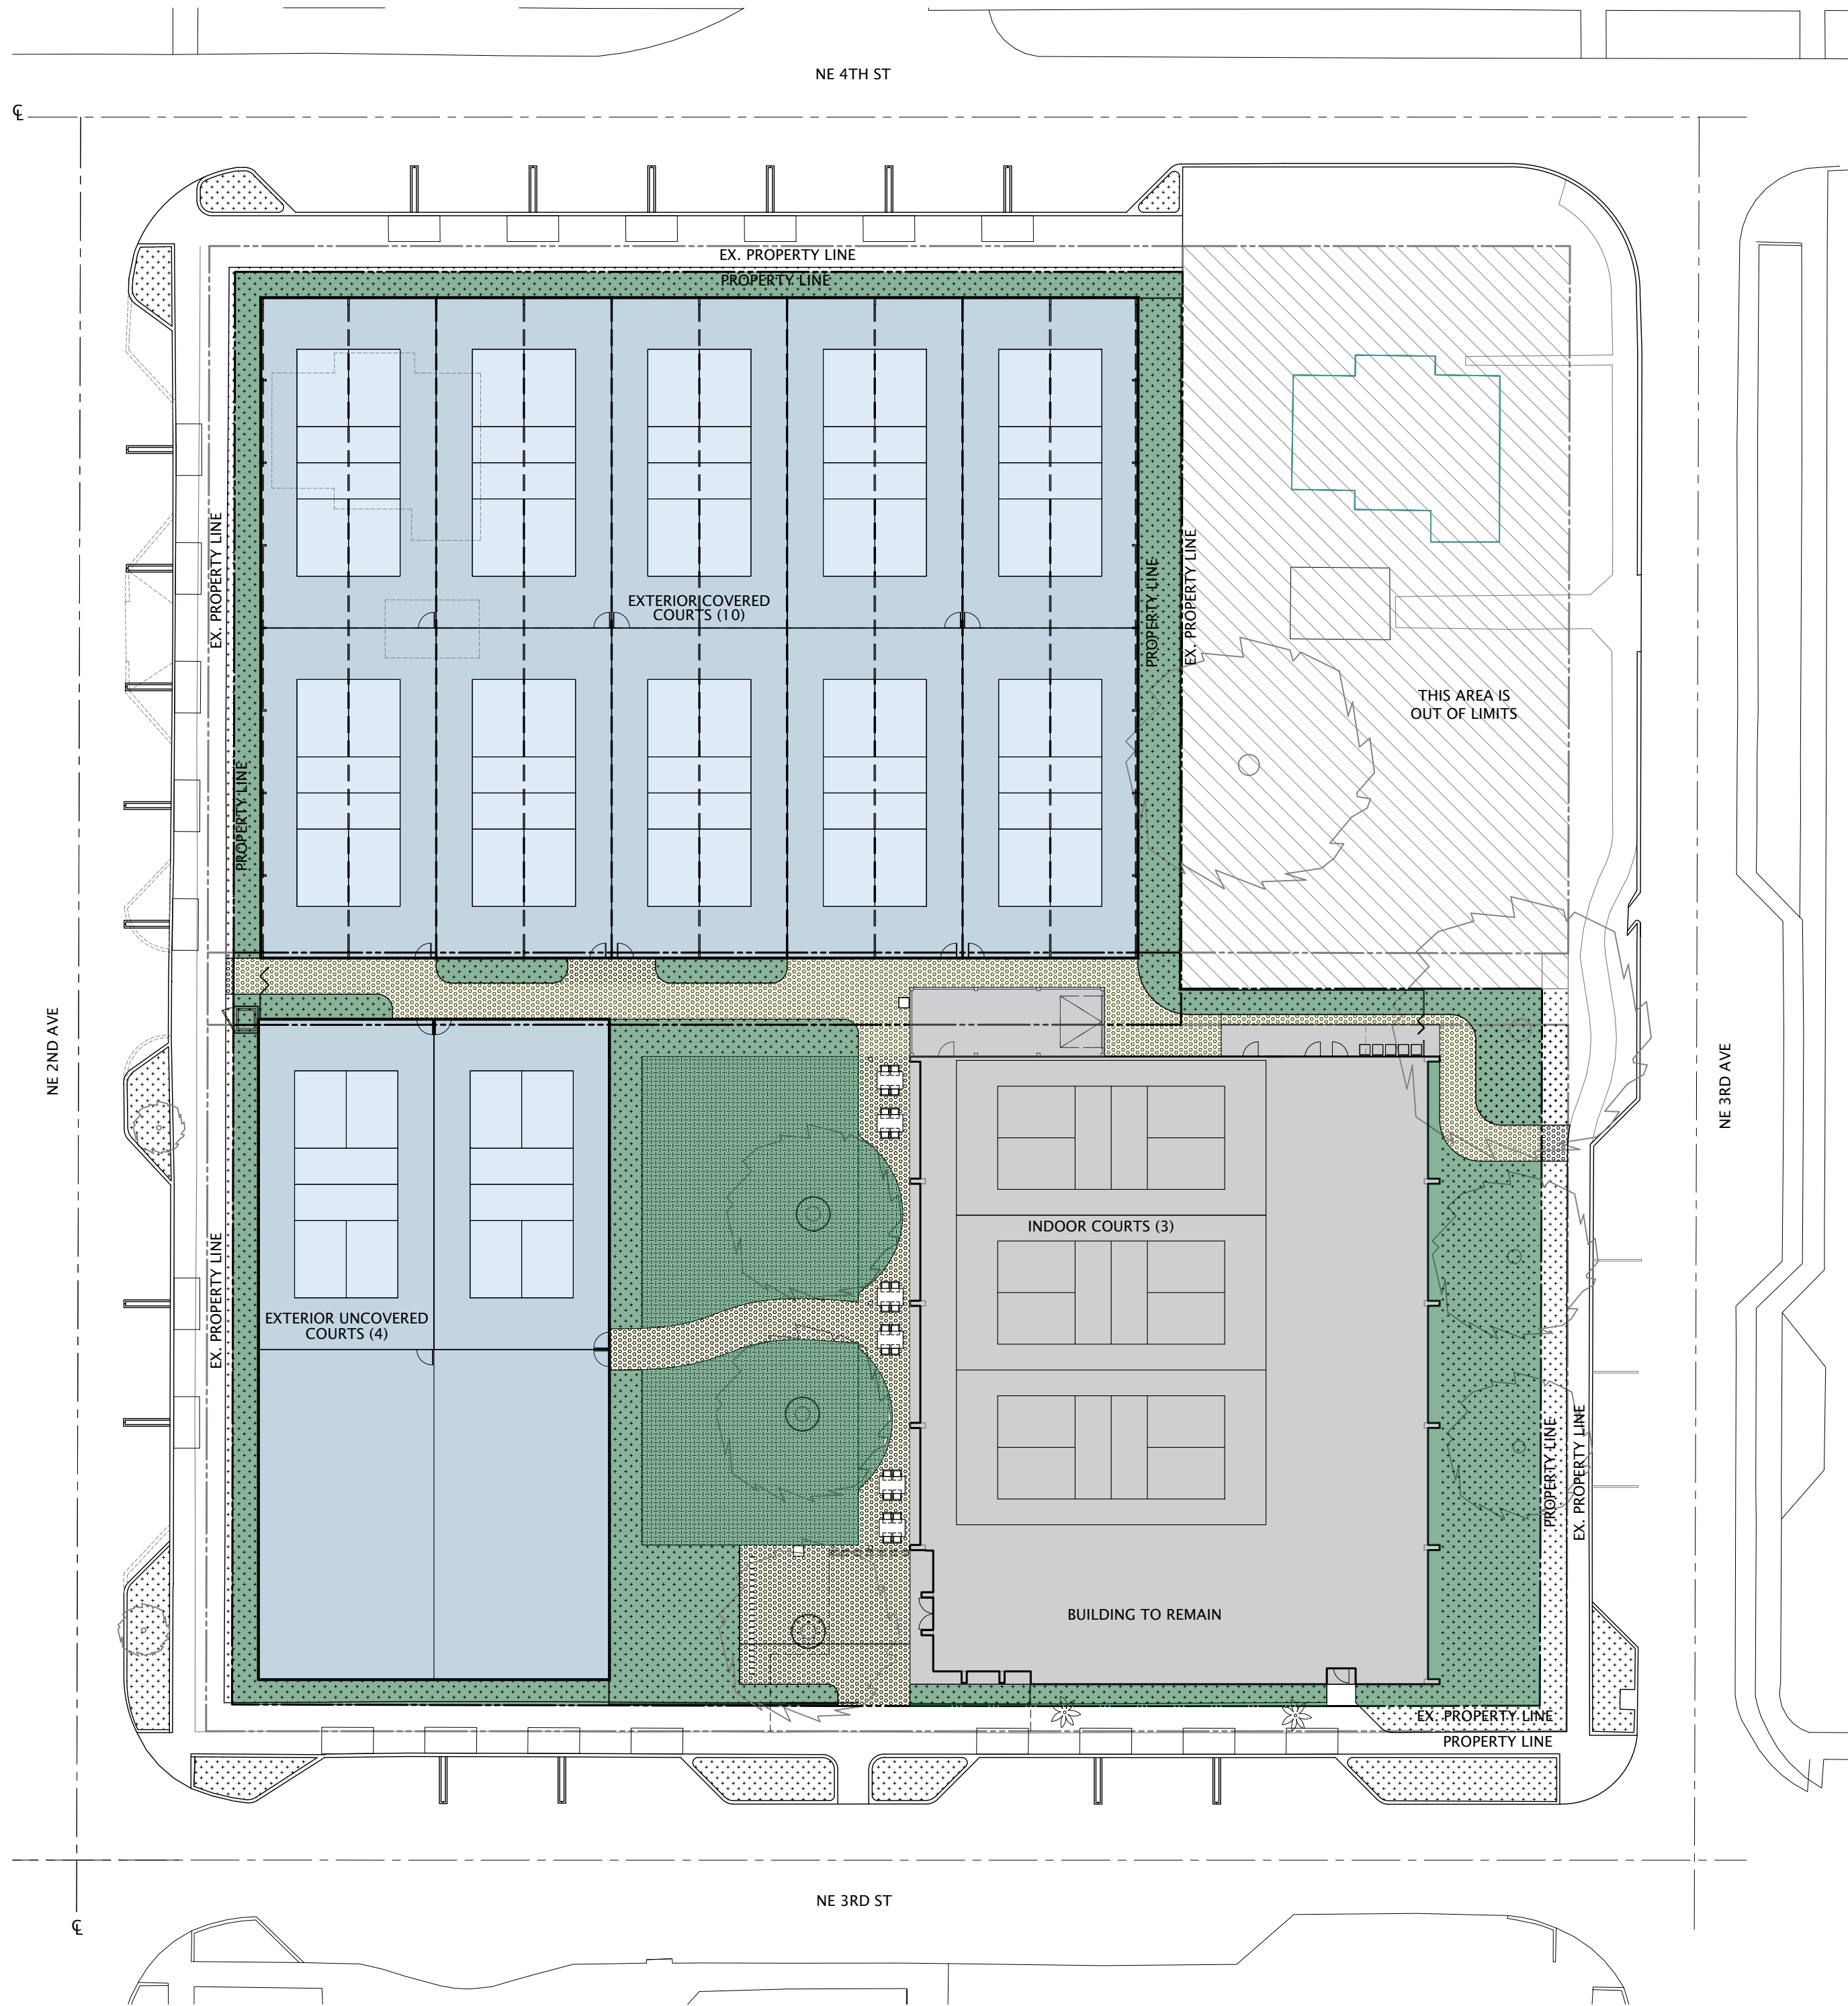 NE 4TH ST
℄
EX. PROPERTY LINE
PROPERTY LINE
EX. PROPERTY LINE
PROPERTY LINE
EXTERIOR COVERED
COURTS (10)
PROPERTY LINE
EX. PROPERTY LINE
THIS AREA IS
OUT OF LIMITS
NE 2ND AVE
NE 3RD AVE
EX. PROPERTY LINE
EXTERIOR UNCOVERED
COURTS (4)
INDOOR COURTS (3)
BUILDING TO REMAIN
PROPERTY LINE
EX. PROPERTY LINE
EX. PROPERTY LINE
PROPERTY LINE
NE 3RD ST
℄